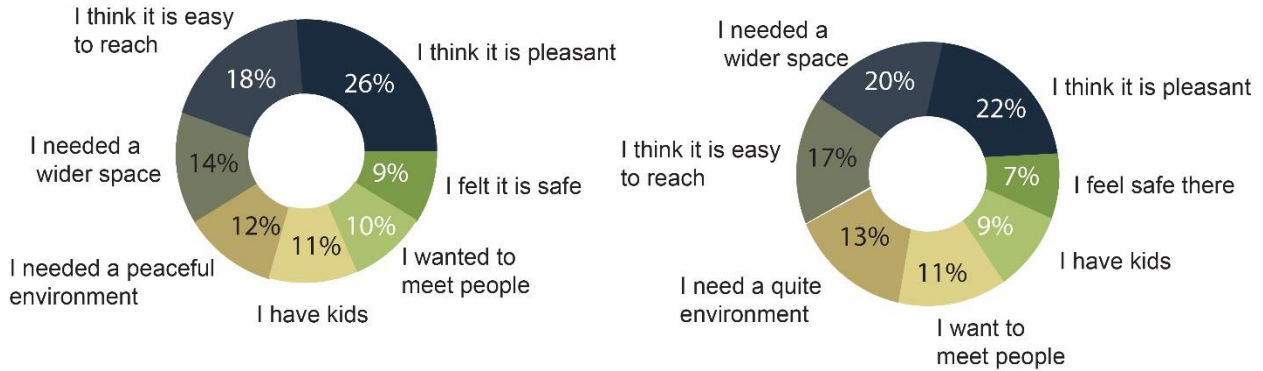 I think it is easy
to reach
18%
26%
I think it is pleasant
I needed a
wider space
14%
9%
I felt it is safe
12%
11%
10%
I needed a peaceful
environment
I have kids
I wanted to
meet people
I needed a
wider space
20%
22%
I think it is pleasant
I think it is easy
to reach
17%
7%
I feel safe there
13%
11%
9%
I have kids
I need a quite
environment
I want to
meet people